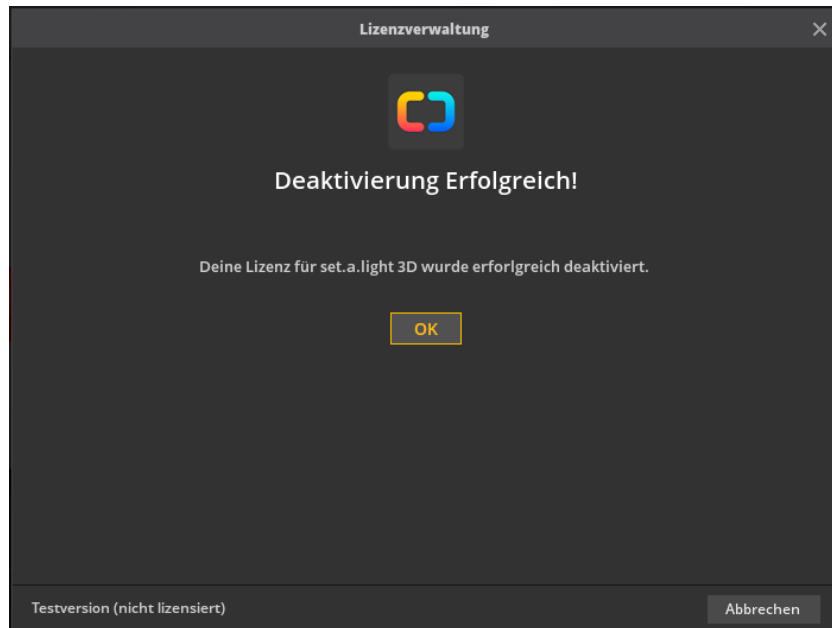 Lizenzverwaltung
Deaktivierung Erfolgreich!
Deine Lizenz für set.a.light 3D wurde erforlgreich deaktiviert.
OK
Testversion (nicht lizensiert)
Abbrechen